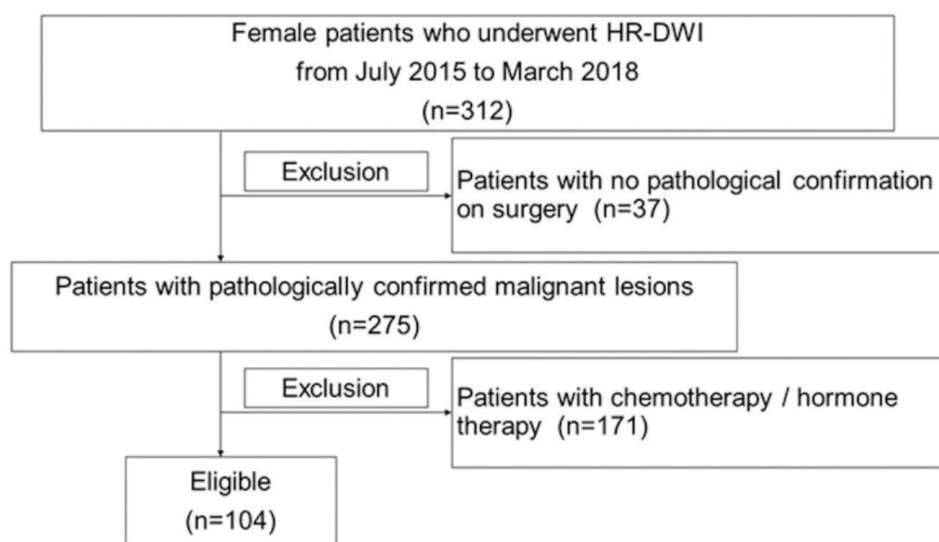 Female patients who underwent HR-DWI
from July 2015 to March 2018
(n=312)
Exclusion
Patients with no pathological confirmation
on surgery (n=37)
Patients with pathologically confirmed malignant lesions
(n=275)
Exclusion
Patients with chemotherapy / hormone
therapy (n=171)
Eligible
(n=104)